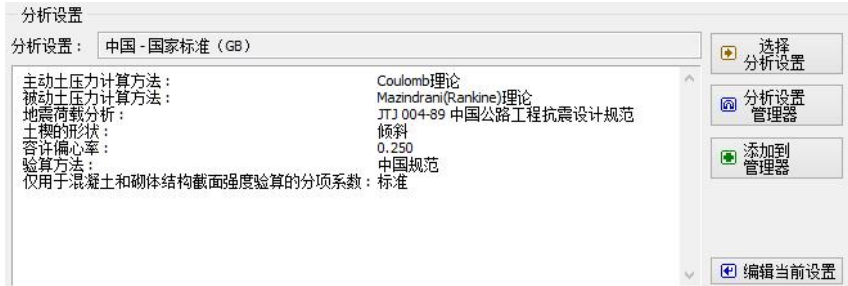 分析设置
分析设置： 中国 - 国家标准（GB）
主动土压力计算方法： Coulomb理论
被动土压力计算方法： Mazindrani(Rankine)理论
地震荷载分析： JTJ 004-89 中国公路工程抗震设计规范
土楔的形状： 倾斜
容许偏心率： 0.250
验算方法： 中国规范
仅用于混凝土和砌体结构截面强度验算的分项系数： 标准
选择
分析设置
分析设置
管理器
添加到
管理器
编辑当前设置